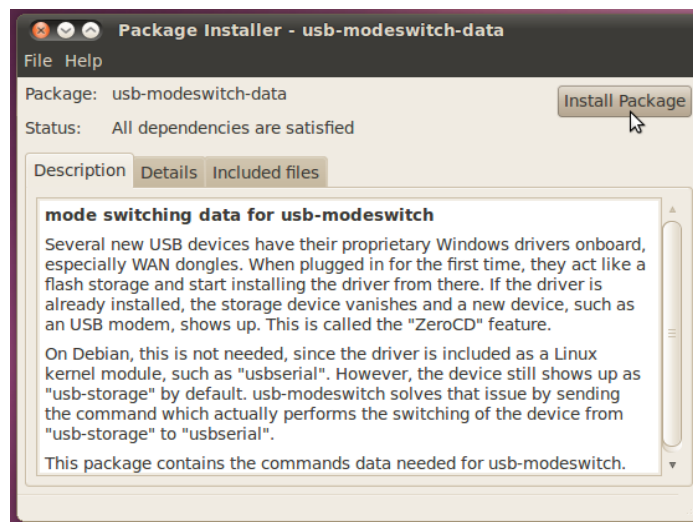 Package Installer - usb-modeswitch-data
File Help
Package: usb-modeswitch-data
Install Package
Status: All dependencies are satisfied
Description Details Included files
mode switching data for usb-modeswitch
Several new USB devices have their proprietary Windows drivers onboard,
especially WAN dongles. When plugged in for the first time, they act like a
flash storage and start installing the driver from there. If the driver is
already installed, the storage device vanishes and a new device, such as
an USB modem, shows up. This is called the "ZeroCD" feature.
On Debian, this is not needed, since the driver is included as a Linux
kernel module, such as "usbserial". However, the device still shows up as
"usb-storage" by default. usb-modeswitch solves that issue by sending
the command which actually performs the switching of the device from
"usb-storage" to "usbserial".
This package contains the commands data needed for usb-modeswitch.